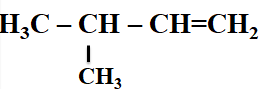 H₃C – CH – CH=CH₂
CH₃